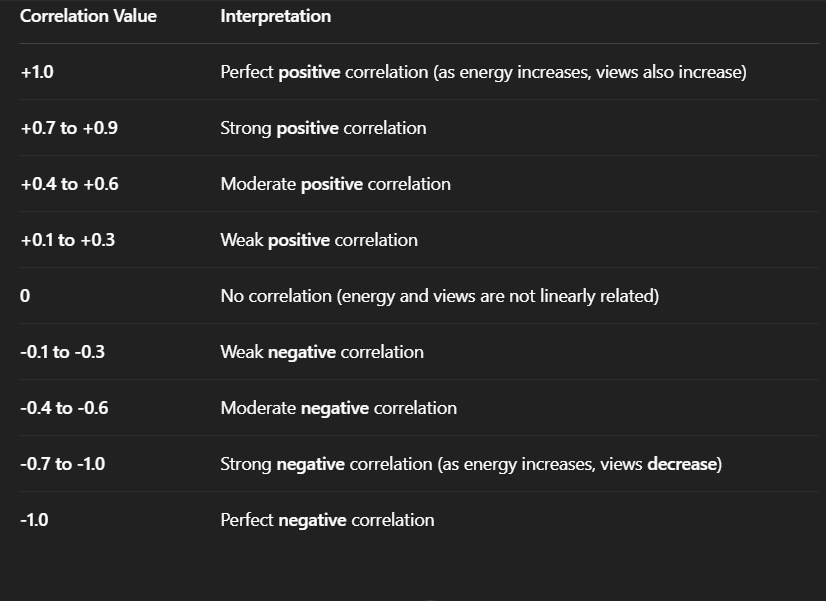 Correlation Value Interpretation
+1.0 Perfect positive correlation (as energy increases, views also increase)
+0.7 to +0.9 Strong positive correlation
+0.4 to +0.6 Moderate positive correlation
+0.1 to +0.3 Weak positive correlation
0 No correlation (energy and views are not linearly related)
-0.1 to -0.3 Weak negative correlation
-0.4 to -0.6 Moderate negative correlation
-0.7 to -1.0 Strong negative correlation (as energy increases, views decrease)
-1.0 Perfect negative correlation